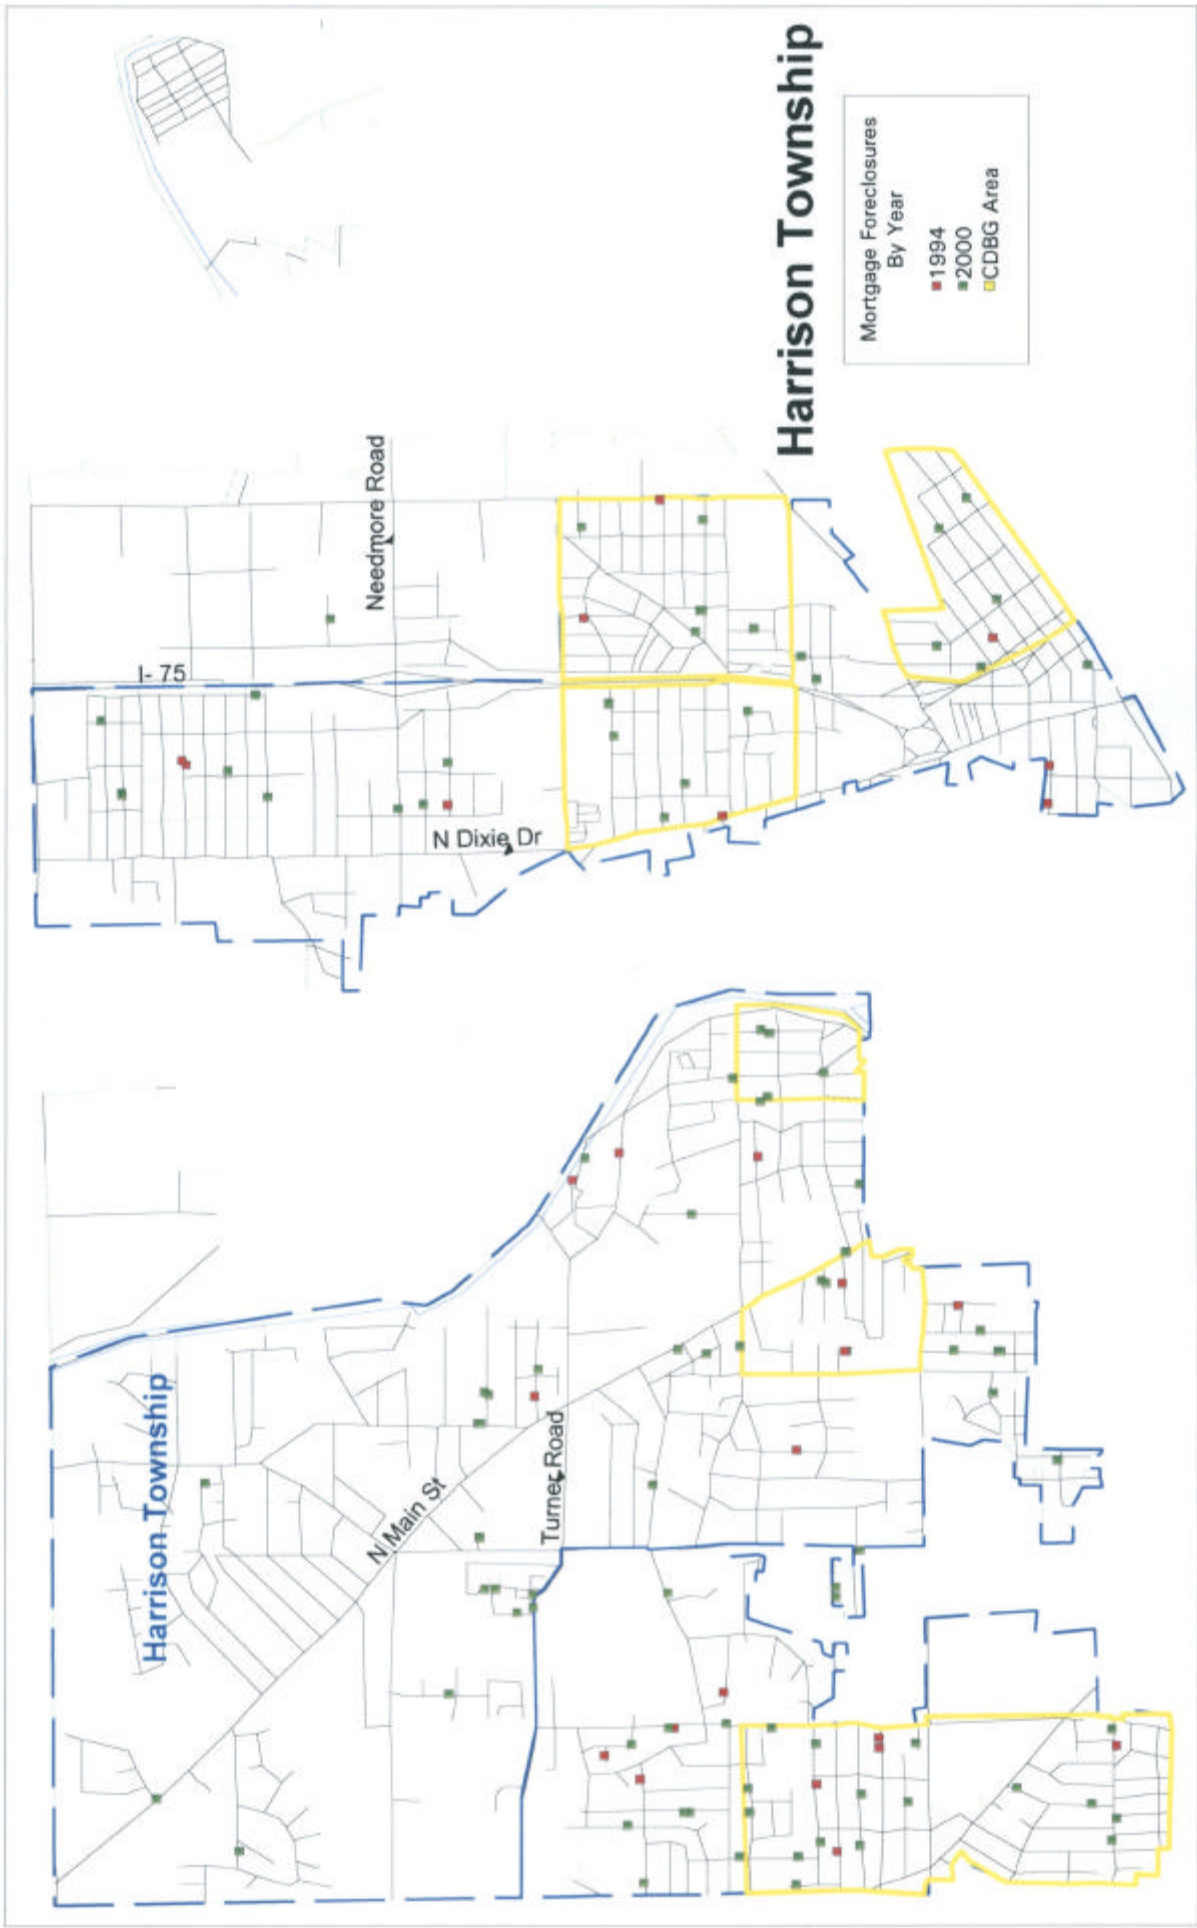 Harrison Township
Mortgage Foreclosures
By Year
1994
2000
CDBG Area
Needmore Road
I-75
N Dixie Dr
Harrison Township
N Main St
Turner Road